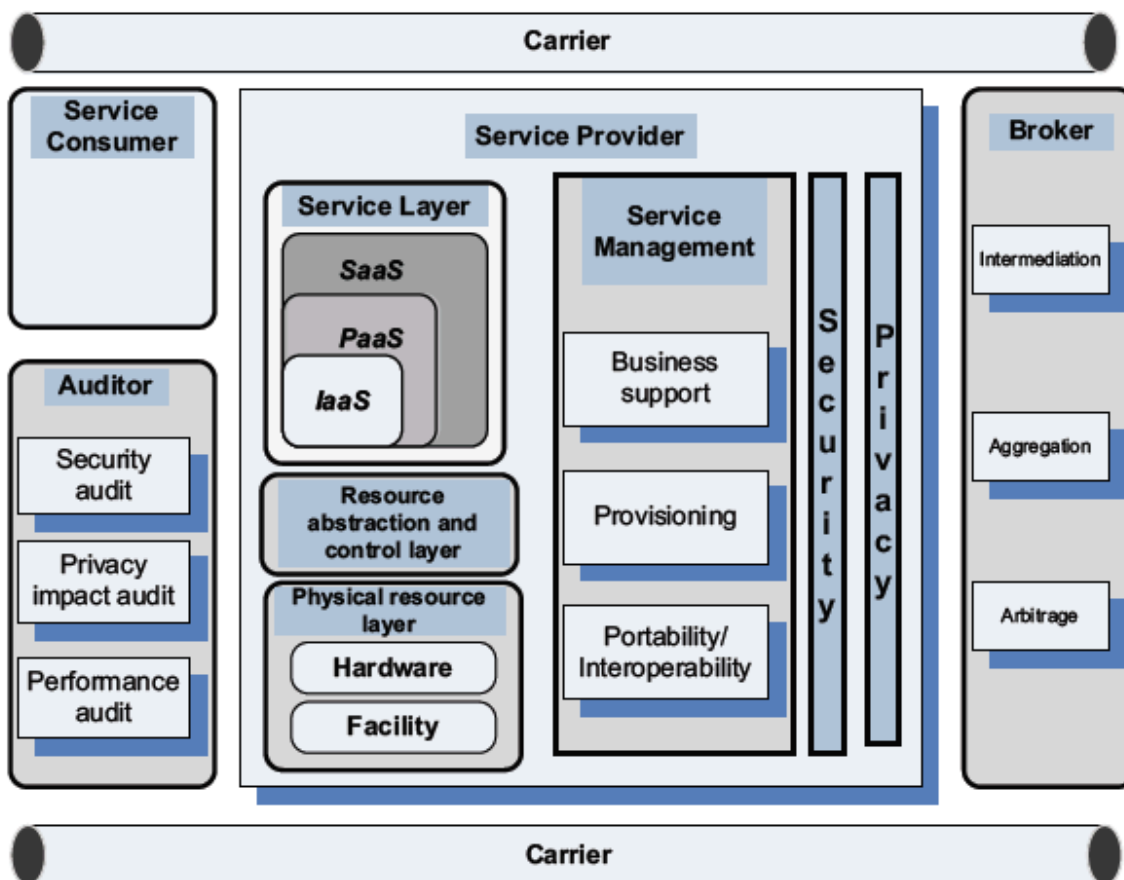 Carrier
Service
Consumer
Auditor
Security
audit
Privacy
impact audit
Performance
audit
Service Provider
Service Layer
SaaS
PaaS
IaaS
Resource
abstraction and
control layer
Physical resource
layer
Hardware
Facility
Service
Management
Business
support
Provisioning
Portability/
Interoperability
Security
Privacy
Broker
Intermediation
Aggregation
Arbitrage
Carrier